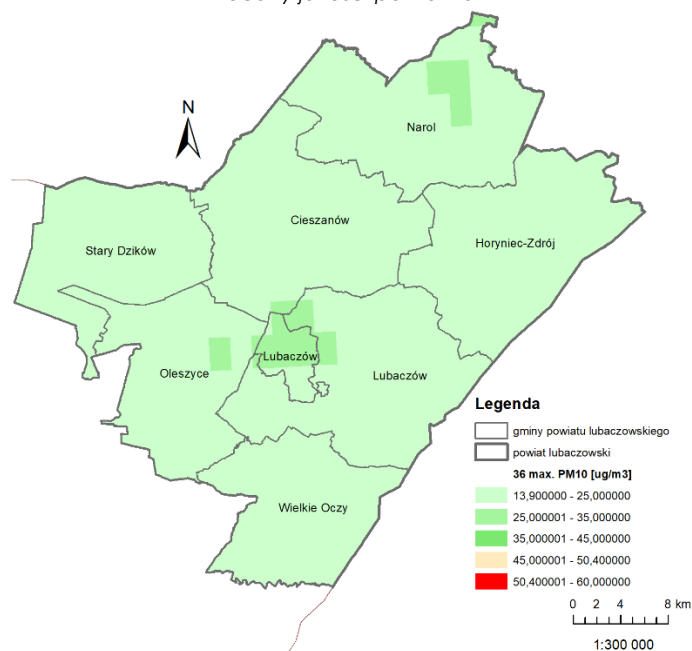 N
Narol
Cieszanów
Horyniec-Zdrój
Stary Dzików
Lubaczów
Oleszyce
Lubaczów
Wielkie Oczy
Legenda
gminy powiatu lubaczowskiego
powiat lubaczowski
36 max. PM10 [ug/m3]
13,900000 - 25,000000
25,000001 - 35,000000
35,000001 - 45,000000
45,000001 - 50,400000
50,400001 - 60,000000
0 2 4 8 km
1:300 000